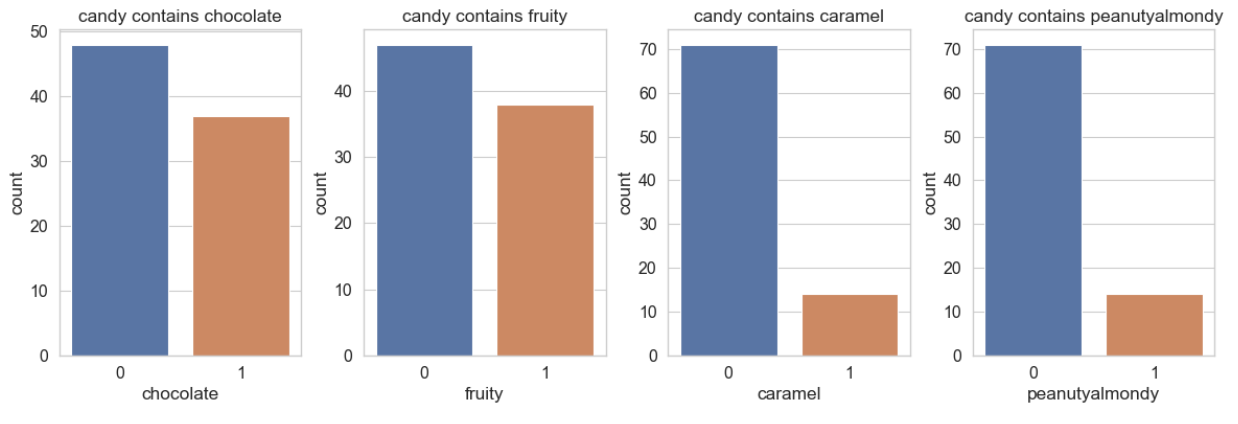 candy contains chocolate
50
40
30
20
10
0
count
0 1
chocolate
candy contains fruity
40
30
20
10
0
count
0 1
fruity
candy contains caramel
70
60
50
40
30
20
10
0
count
0 1
caramel
candy contains peanutyalmondy
70
60
50
40
30
20
10
0
count
0 1
peanutyalmondy